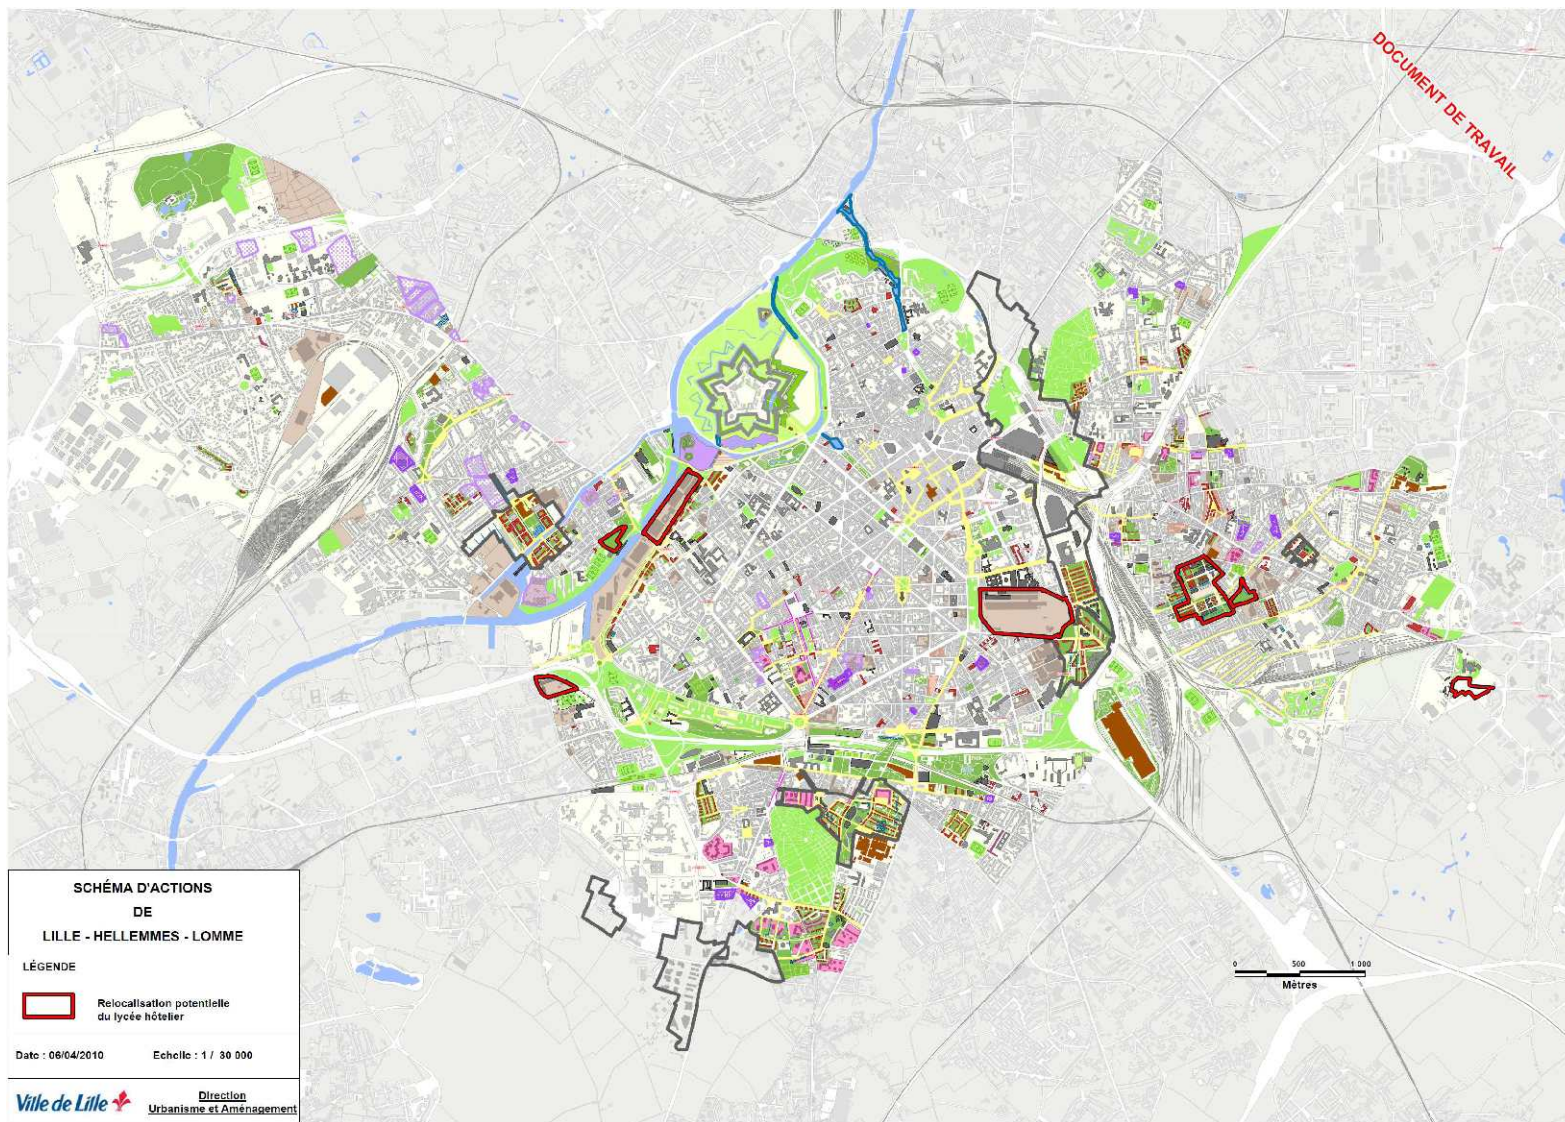 DOCUMENT DE TRAVAIL
SCHÉMA D'ACTIONS
DE
LILLE - HELLEMMES - LOMME
LÉGENDE
Relocalisation potentielle
du lycée hôtelier
Date : 06/04/2010 Echelle : 1 / 30 000
Ville de Lille
Direction
Urbanisme et Aménagement
0 500 1 000
Mètres